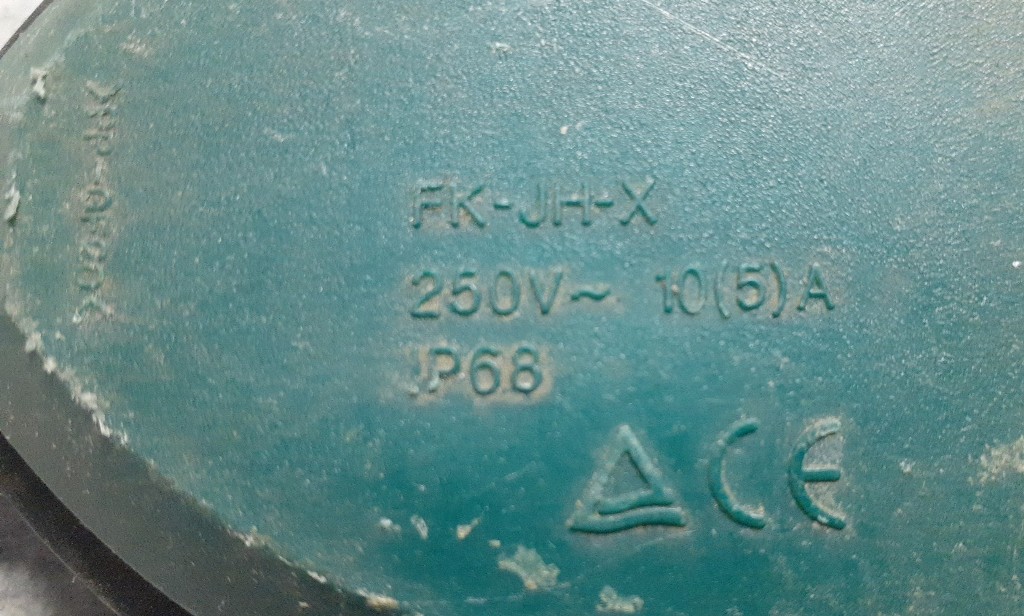 FK-JH-X
250V~ 10(5)A
IP68
CE